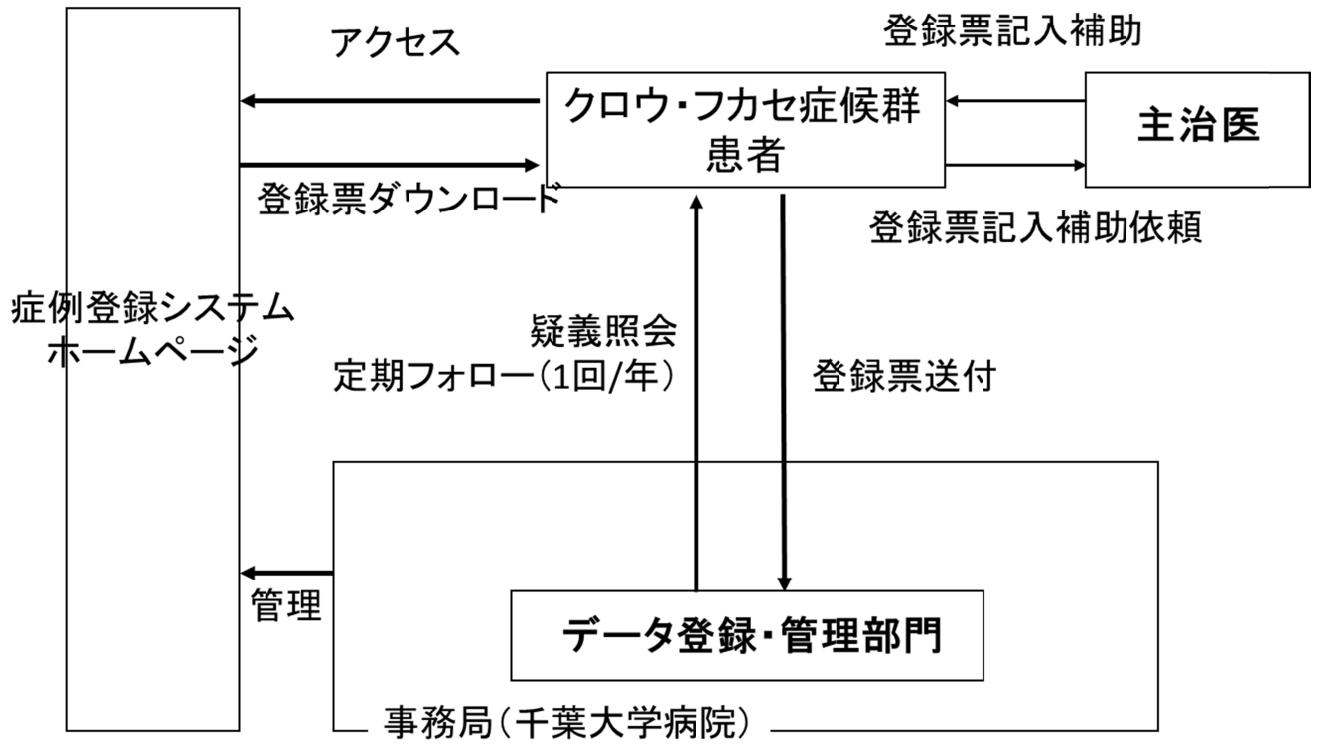 アクセス
登録票記入補助
クロウ・フカセ症候群
患者
主治医
登録票ダウンロード
登録票記入補助依頼
症例登録システム
ホームページ
疑義照会
定期フォロー(1回/年)
登録票送付
管理
データ登録・管理部門
事務局(千葉大学病院)